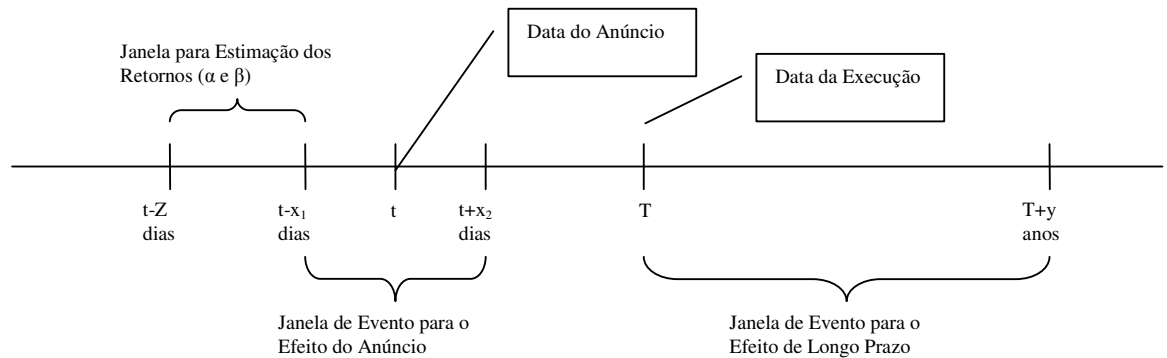 Janela para Estimação dos
Retornos (α e β)
Data do Anúncio
Data da Execução
t-Z
dias
t-x₁
dias
t
t+x₂
dias
T
T+y
anos
Janela de Evento para o
Efeito do Anúncio
Janela de Evento para o
Efeito de Longo Prazo